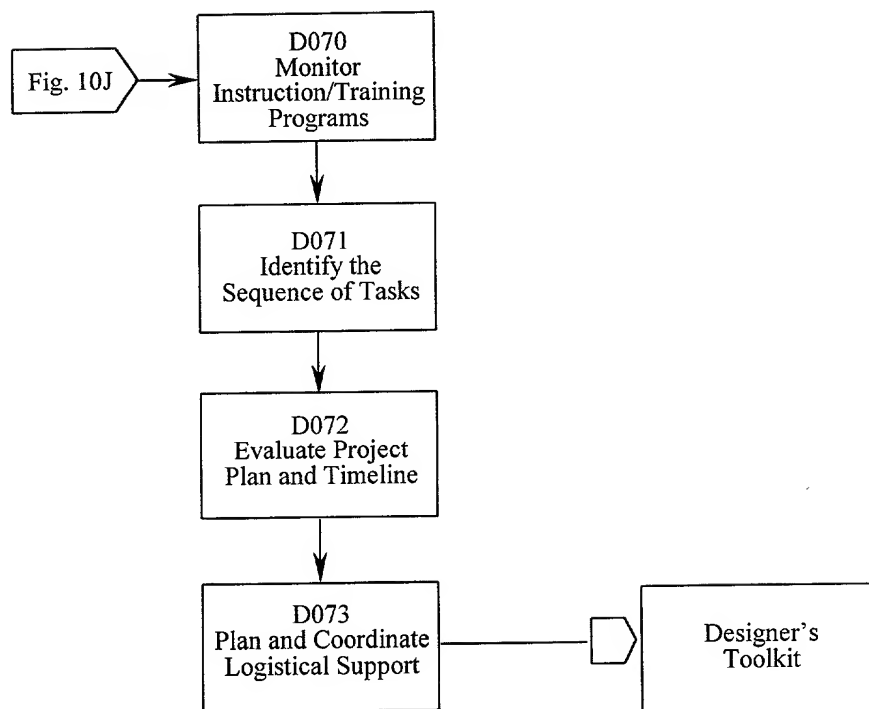 Fig. 10J
D070
Monitor
Instruction/Training
Programs
D071
Identify the
Sequence of Tasks
D072
Evaluate Project
Plan and Timeline
D073
Plan and Coordinate
Logistical Support
Designer's
Toolkit